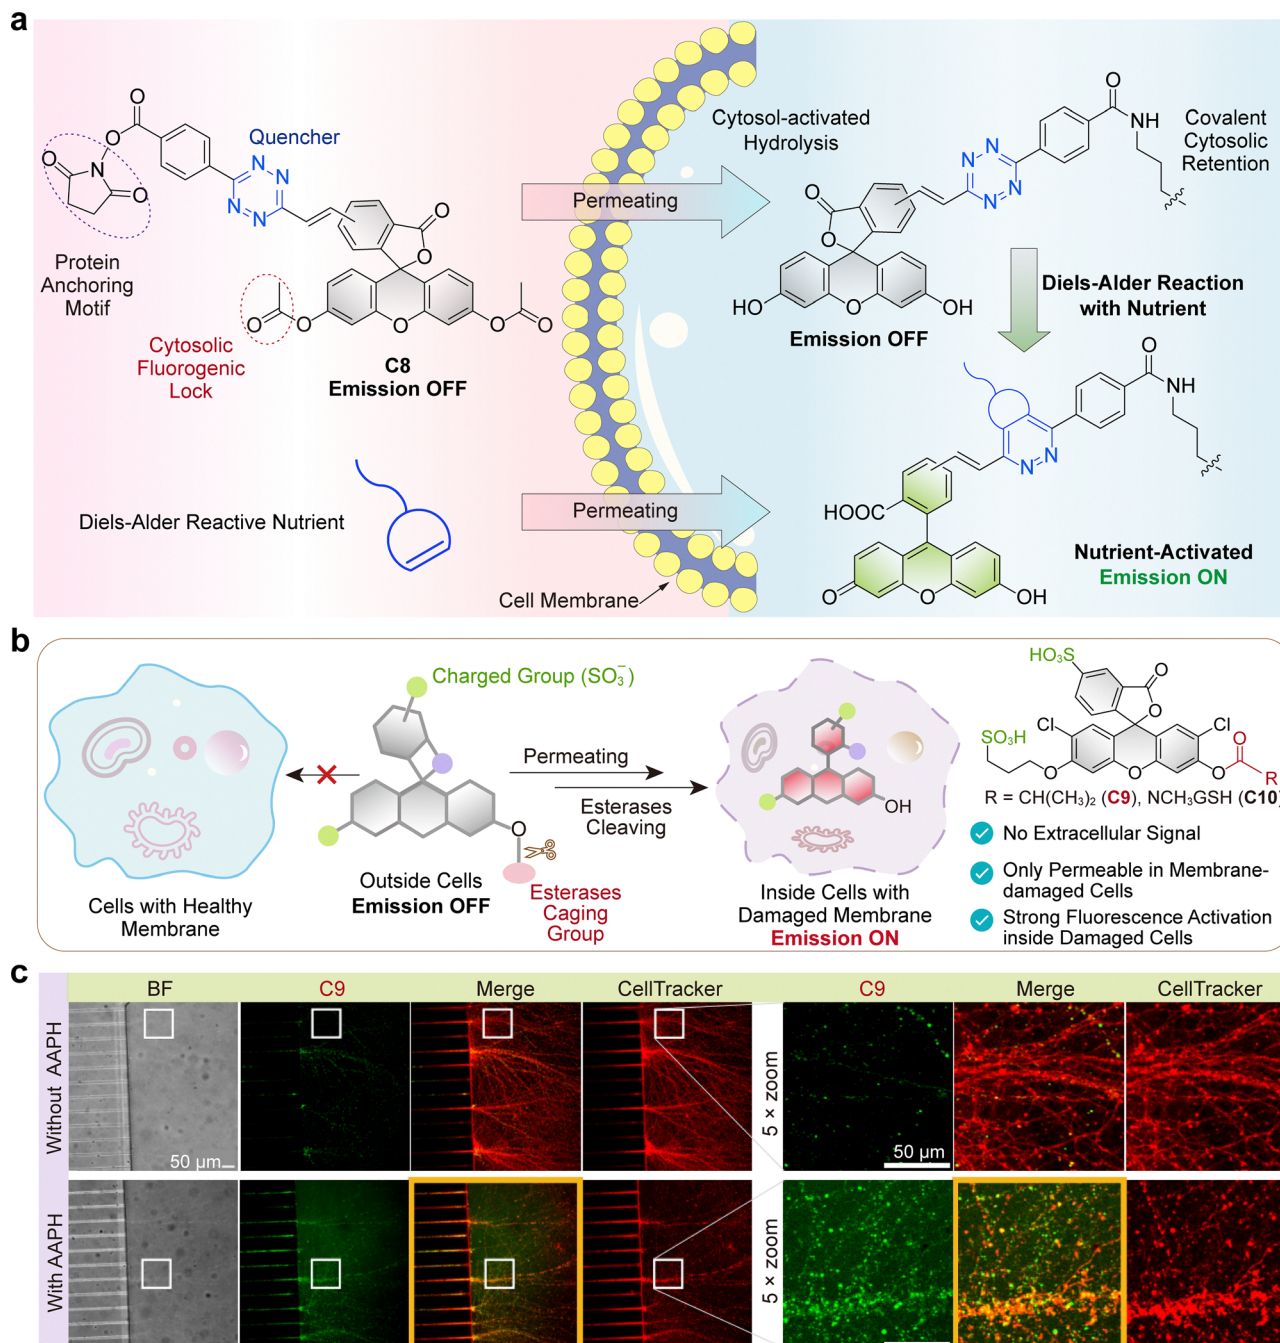 a
Quencher
Protein
Anchoring
Motif
Cytosolic
Fluorogenic
Lock
C8
Emission OFF
O
O
O
N
O
N
N
N
N
O
O
O
O
O
O
O
Diels-Alder Reactive Nutrient
Permeating
Permeating
Cell Membrane
Cytosol-activated
Hydrolysis
Covalent
Cytosolic
Retention
O
NH
N
N
N
N
O
O
HO
O
OH
Emission OFF
Diels-Alder Reaction
with Nutrient
O
NH
N
N
HOOC
O
O
OH
Nutrient-Activated
Emission ON
b
Cells with Healthy
Membrane
Charged Group (SO₃⁻)
Permeating
Esterases
Cleaving
O
Outside Cells
Emission OFF
Esterases
Caging
Group
OH
Inside Cells with
Damaged Membrane
Emission ON
HO₃S
O
O
SO₃H
Cl
Cl
O
O
O
O
R
R = CH(CH₃)₂ (C9), NCH₃GSH (C10)
No Extracellular Signal
Only Permeable in Membrane-
damaged Cells
Strong Fluorescence Activation
inside Damaged Cells
c
BF
C9
Merge
CellTracker
C9
Merge
CellTracker
Without AAPH
50 µm
5 × zoom
50 µm
With AAPH
5 × zoom